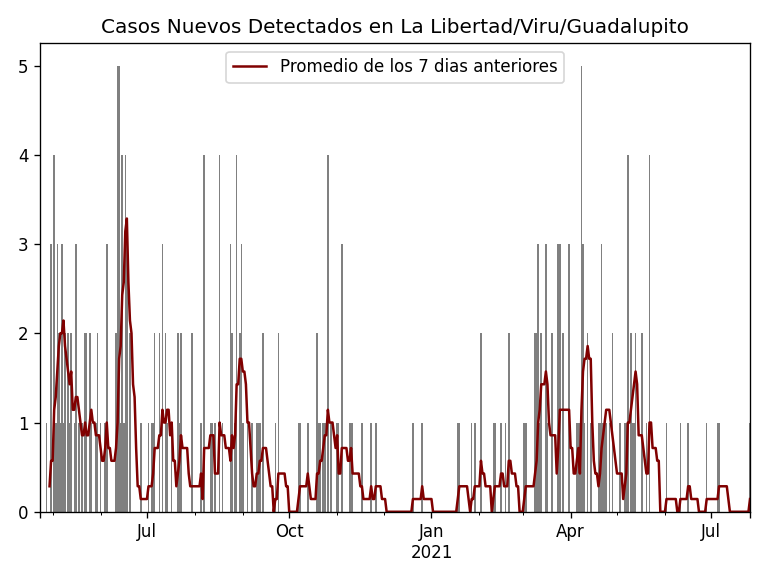 Casos Nuevos Detectados en La Libertad/Viru/Guadalupito
Promedio de los 7 dias anteriores
5
4
3
2
1
0
Jul Oct Jan Apr Jul
2021